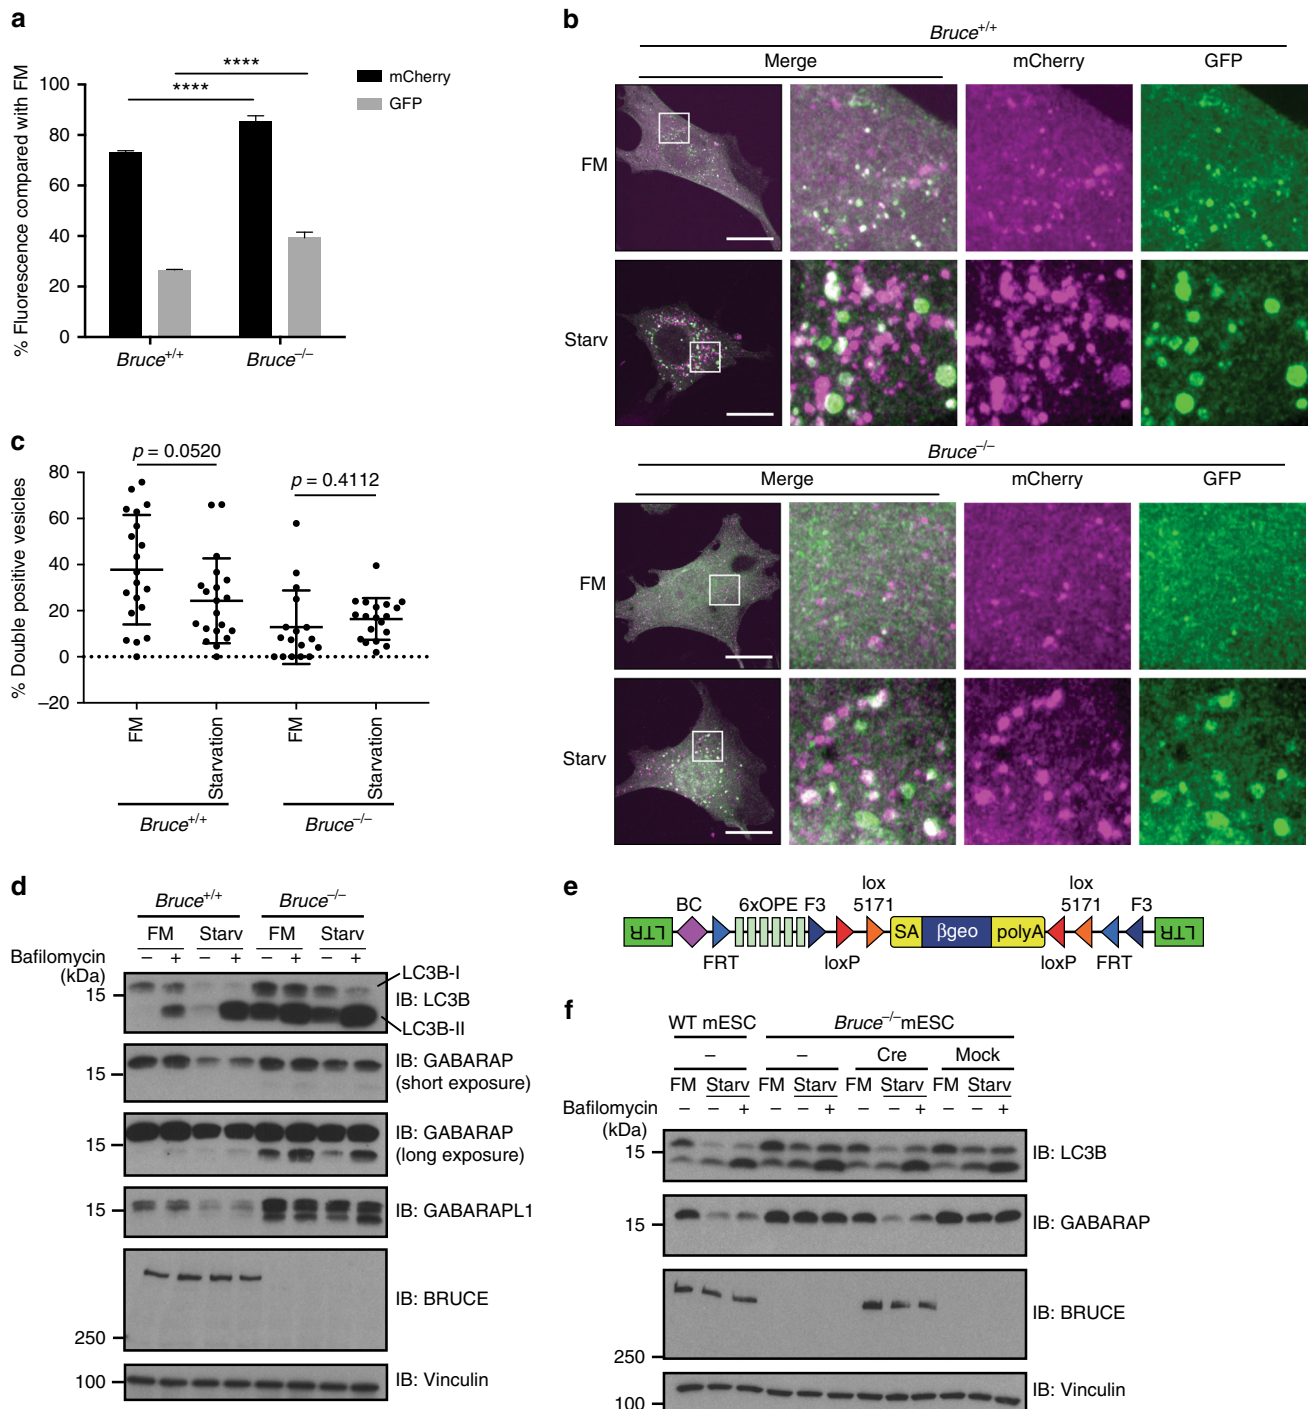 a
% Fluorescence compared with FM
100
80
60
40
20
0
****
****
mCherry
GFP
Bruce+/+
Bruce−/−
b
Bruce+/+
Merge
mCherry
GFP
FM
Starv
Bruce−/−
Merge
mCherry
GFP
FM
Starv
c
% Double positive vesicles
80
60
40
20
0
−20
p = 0.0520
p = 0.4112
FM
Starvation
FM
Starvation
Bruce+/+
Bruce−/−
d
Bruce+/+
Bruce−/−
FM
Starv
FM
Starv
Bafilomycin
− + − + − + − +
(kDa)
15
LC3B-I
IB: LC3B
LC3B-II
15
IB: GABARAP
(short exposure)
15
IB: GABARAP
(long exposure)
15
IB: GABARAPL1
IB: BRUCE
250
100
IB: Vinculin
e
lox
lox
BC
6xOPE
F3
5171
5171
F3
LTR
SA
βgeo
polyA
LTR
FRT
loxP
loxP
FRT
f
WT mESC
Bruce−/−mESC
−
−
Cre
Mock
FM Starv FM Starv FM Starv FM Starv
Bafilomycin
− − + − − + − − + − − +
(kDa)
15
IB: LC3B
15
IB: GABARAP
IB: BRUCE
250
100
IB: Vinculin